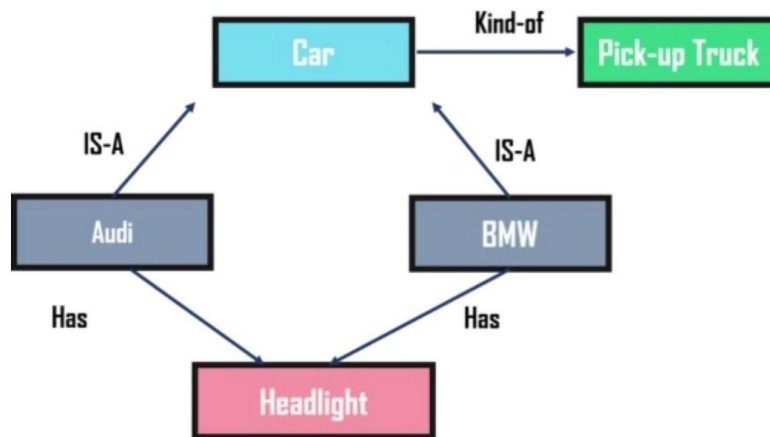 Kind-of
Car
Pick-up Truck
IS-A
IS-A
Audi
BMW
Has
Has
Headlight